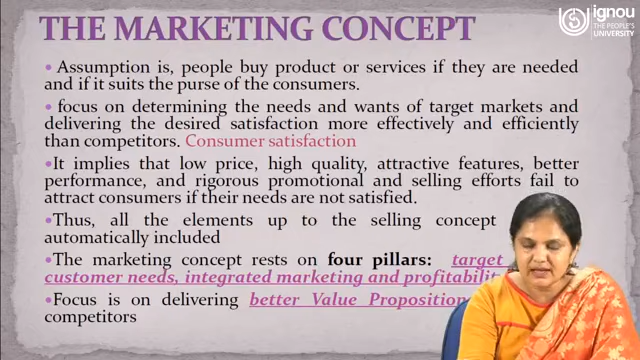 ignou
THE PEOPLE'S
UNIVERSITY
THE MARKETING CONCEPT
• Assumption is, people buy product or services if they are needed
and if it suits the purse of the consumers.
• focus on determining the needs and wants of target markets and
delivering the desired satisfaction more effectively and efficiently
than competitors. Consumer satisfaction
•It implies that low price, high quality, attractive features, better
performance, and rigorous promotional and selling efforts fail to
attract consumers if their needs are not satisfied.
•Thus, all the elements up to the selling concept
automatically included
•The marketing concept rests on four pillars: target
customer needs, integrated marketing and
•Focus is on delivering better Value Proposition
competitors